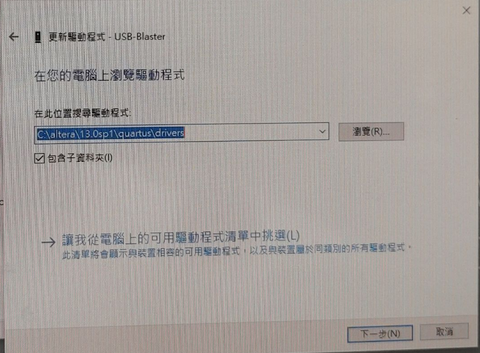 更新驅動程式 - USB-Blaster
在您的電腦上瀏覽驅動程式
在此位置搜尋驅動程式:
C:\altera\13.0sp1\quartus\drivers
瀏覽(R)...
包含子資料夾(I)
讓我從電腦上的可用驅動程式清單中挑選(L)
此清單將會顯示與裝置相容的可用驅動程式，以及與裝置屬於同類別的所有驅動程式。
下一步(N)
取消